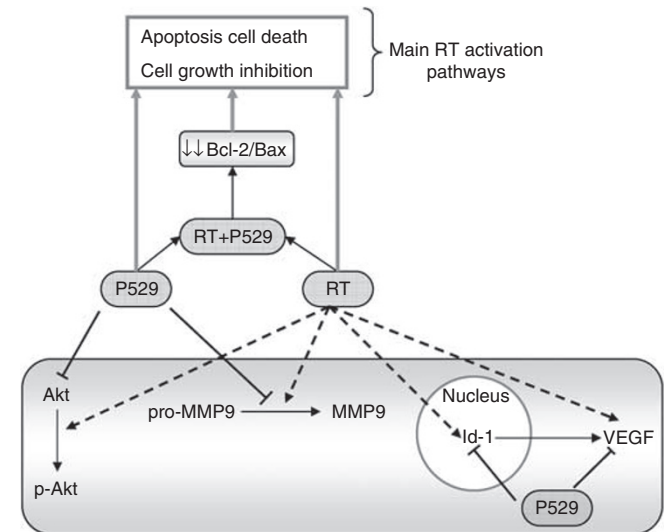 Apoptosis cell death
Cell growth inhibition
Main RT activation
pathways
↓↓ Bcl-2/Bax
RT+P529
P529
RT
Akt
pro-MMP9
MMP9
Nucleus
Id-1
VEGF
p-Akt
P529